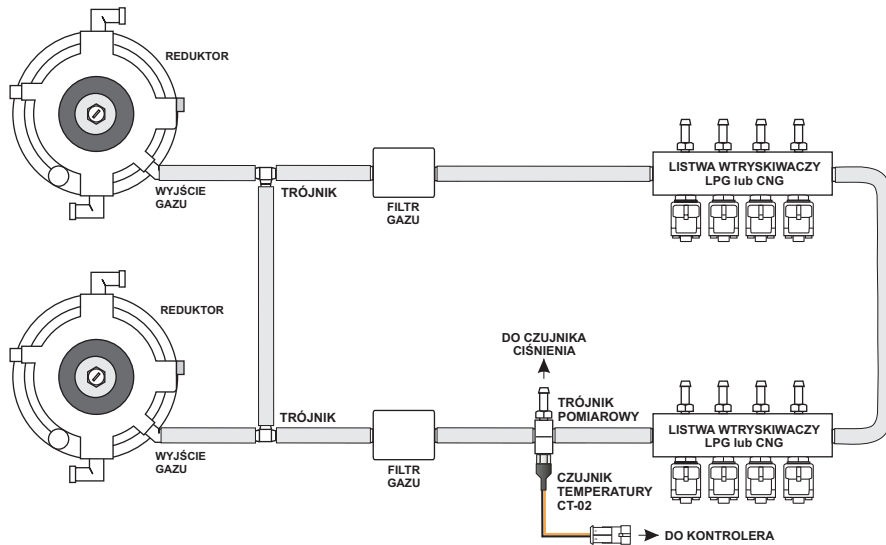 REDUKTOR
WYJŚCIE
GAZU
TRÓJNIK
FILTR
GAZU
LISTWA WTRYSKIWACZY
LPG lub CNG
REDUKTOR
WYJŚCIE
GAZU
TRÓJNIK
FILTR
GAZU
DO CZUJNIKA
CIŚNIENIA
TRÓJNIK
POMIAROWY
LISTWA WTRYSKIWACZY
LPG lub CNG
CZUJNIK
TEMPERATURY
CT-02
DO KONTROLERA